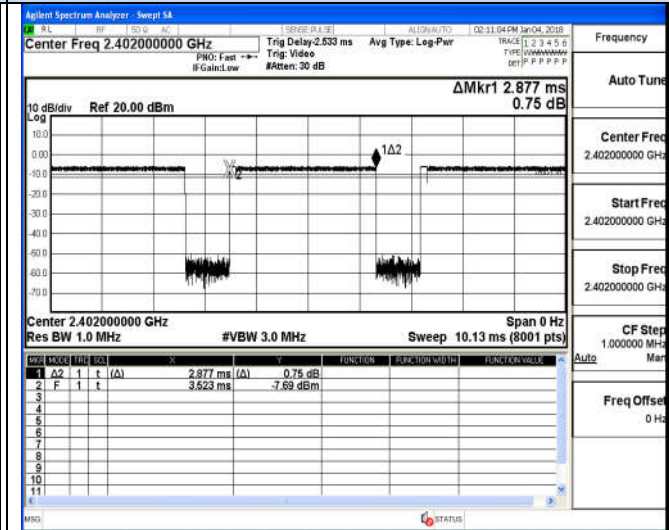 Agilent Spectrum Analyzer - Swept SA
RL RF 50 Ω AC SENSE:PULSE ALIGNAUTO 02:11:04 PM Jan 04, 2018
Center Freq 2.402000000 GHz
PNO: Fast
IFGain:Low
Trig Delay-2.533 ms
Trig: Video
#Atten: 30 dB
Avg Type: Log-Pwr
TRACE 1 2 3 4 5 6
TYPE WWWWWW
DET P P P P P P
ΔMkr1 2.877 ms
0.75 dB
10 dB/div Ref 20.00 dBm
Log
10.0
0.00
-10.0
-20.0
-30.0
-40.0
-50.0
-60.0
-70.0
1Δ2
2
Center 2.402000000 GHz Span 0 Hz
Res BW 1.0 MHz #VBW 3.0 MHz Sweep 10.13 ms (8001 pts)
MKR MODE TRC SCL X Y FUNCTION FUNCTION WIDTH FUNCTION VALUE
1 Δ2 1 t (Δ) 2.877 ms (Δ) 0.75 dB
2 F 1 t 3.523 ms -7.69 dBm
3
4
5
6
7
8
9
10
11
MSG STATUS
Frequency
Auto Tune
Center Freq
2.402000000 GHz
Start Freq
2.402000000 GHz
Stop Freq
2.402000000 GHz
CF Step
1.000000 MHz
Auto Man
Freq Offset
0 Hz